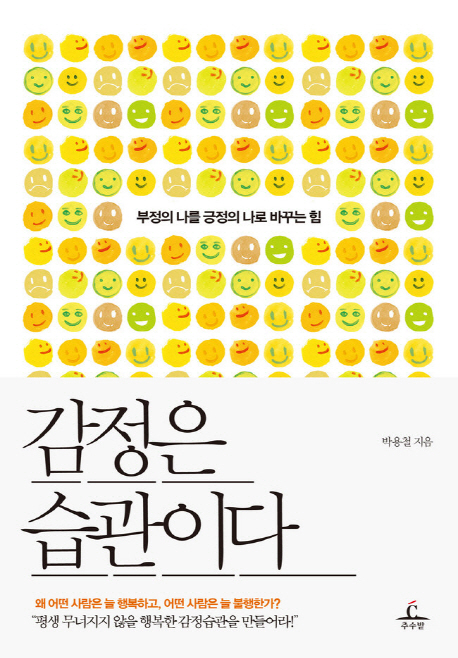 부정의 나를 긍정의 나로 바꾸는 힘
감정은
박용철 지음
습관이다
왜 어떤 사람은 늘 행복하고, 어떤 사람은 늘 불행한가?
“평생 무너지지 않을 행복한 감정습관을 만들어라!”
Ć
추수밭